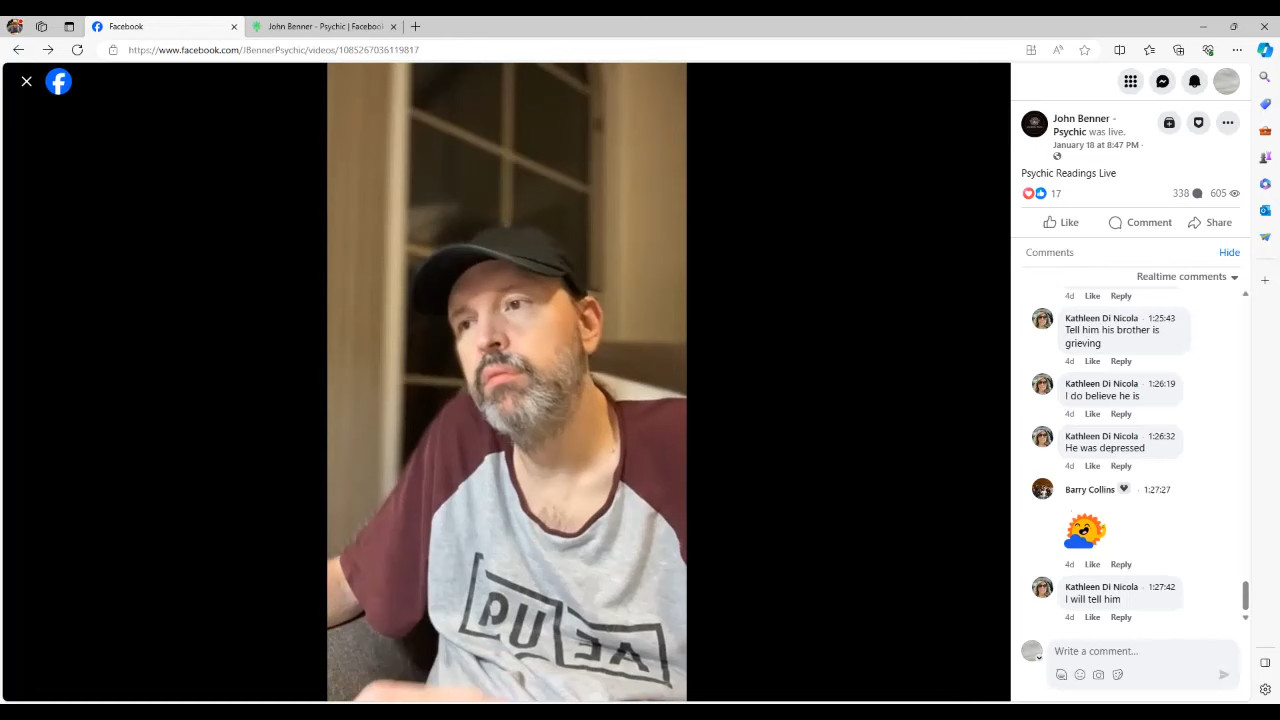 Facebook
John Benner - Psychic | Facebook
https://www.facebook.com/JBennerPsychic/videos/1085267036119817
John Benner -
Psychic was live.
January 18 at 8:47 PM ·
Psychic Readings Live
17
338
605
Like
Comment
Share
Comments
Hide
Realtime comments
4d Like Reply
Kathleen Di Nicola · 1:25:43
Tell him his brother is
grieving
4d Like Reply
Kathleen Di Nicola · 1:26:19
I do believe he is
4d Like Reply
Kathleen Di Nicola · 1:26:32
He was depressed
4d Like Reply
Barry Collins · 1:27:27
4d Like Reply
Kathleen Di Nicola · 1:27:42
I will tell him
4d Like Reply
Write a comment...